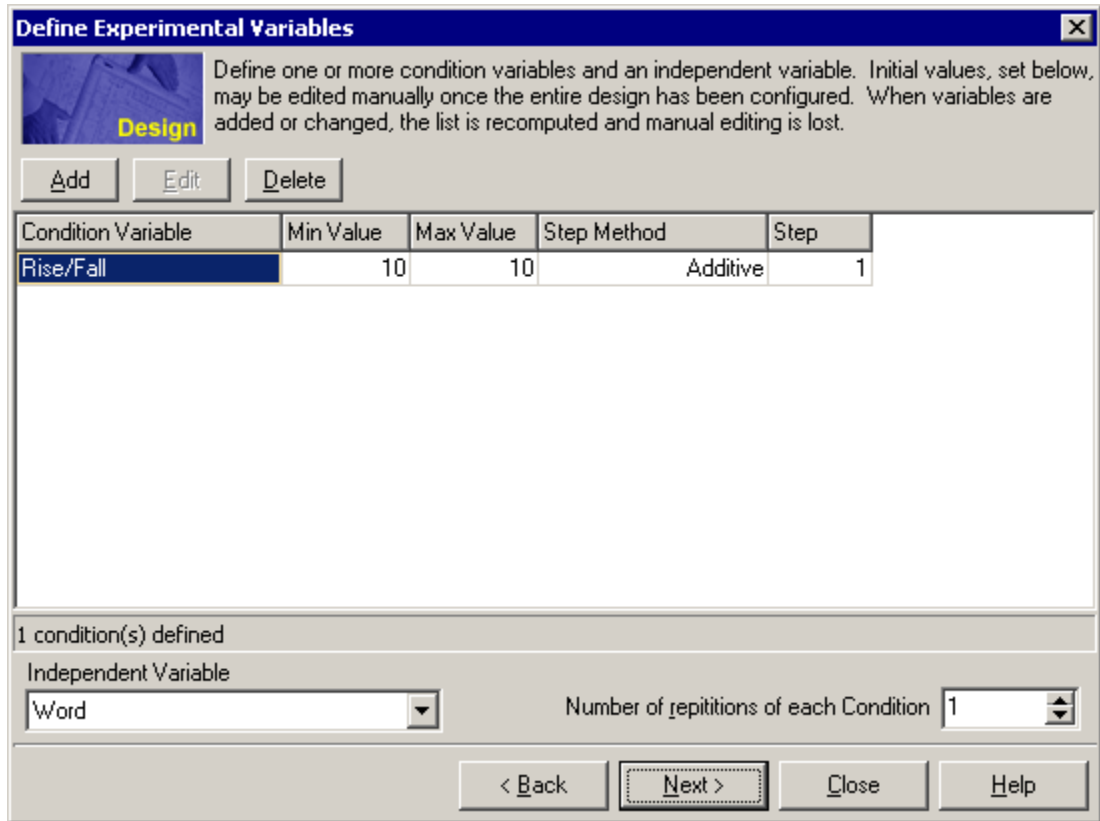 Define Experimental Variables
Define one or more condition variables and an independent variable. Initial values, set below,
may be edited manually once the entire design has been configured. When variables are
added or changed, the list is recomputed and manual editing is lost.
Design
Add Edit Delete
Condition Variable Min Value Max Value Step Method Step
Rise/Fall 10 10 Additive 1
1 condition(s) defined
Independent Variable
Word
Number of repititions of each Condition 1
< Back Next > Close Help